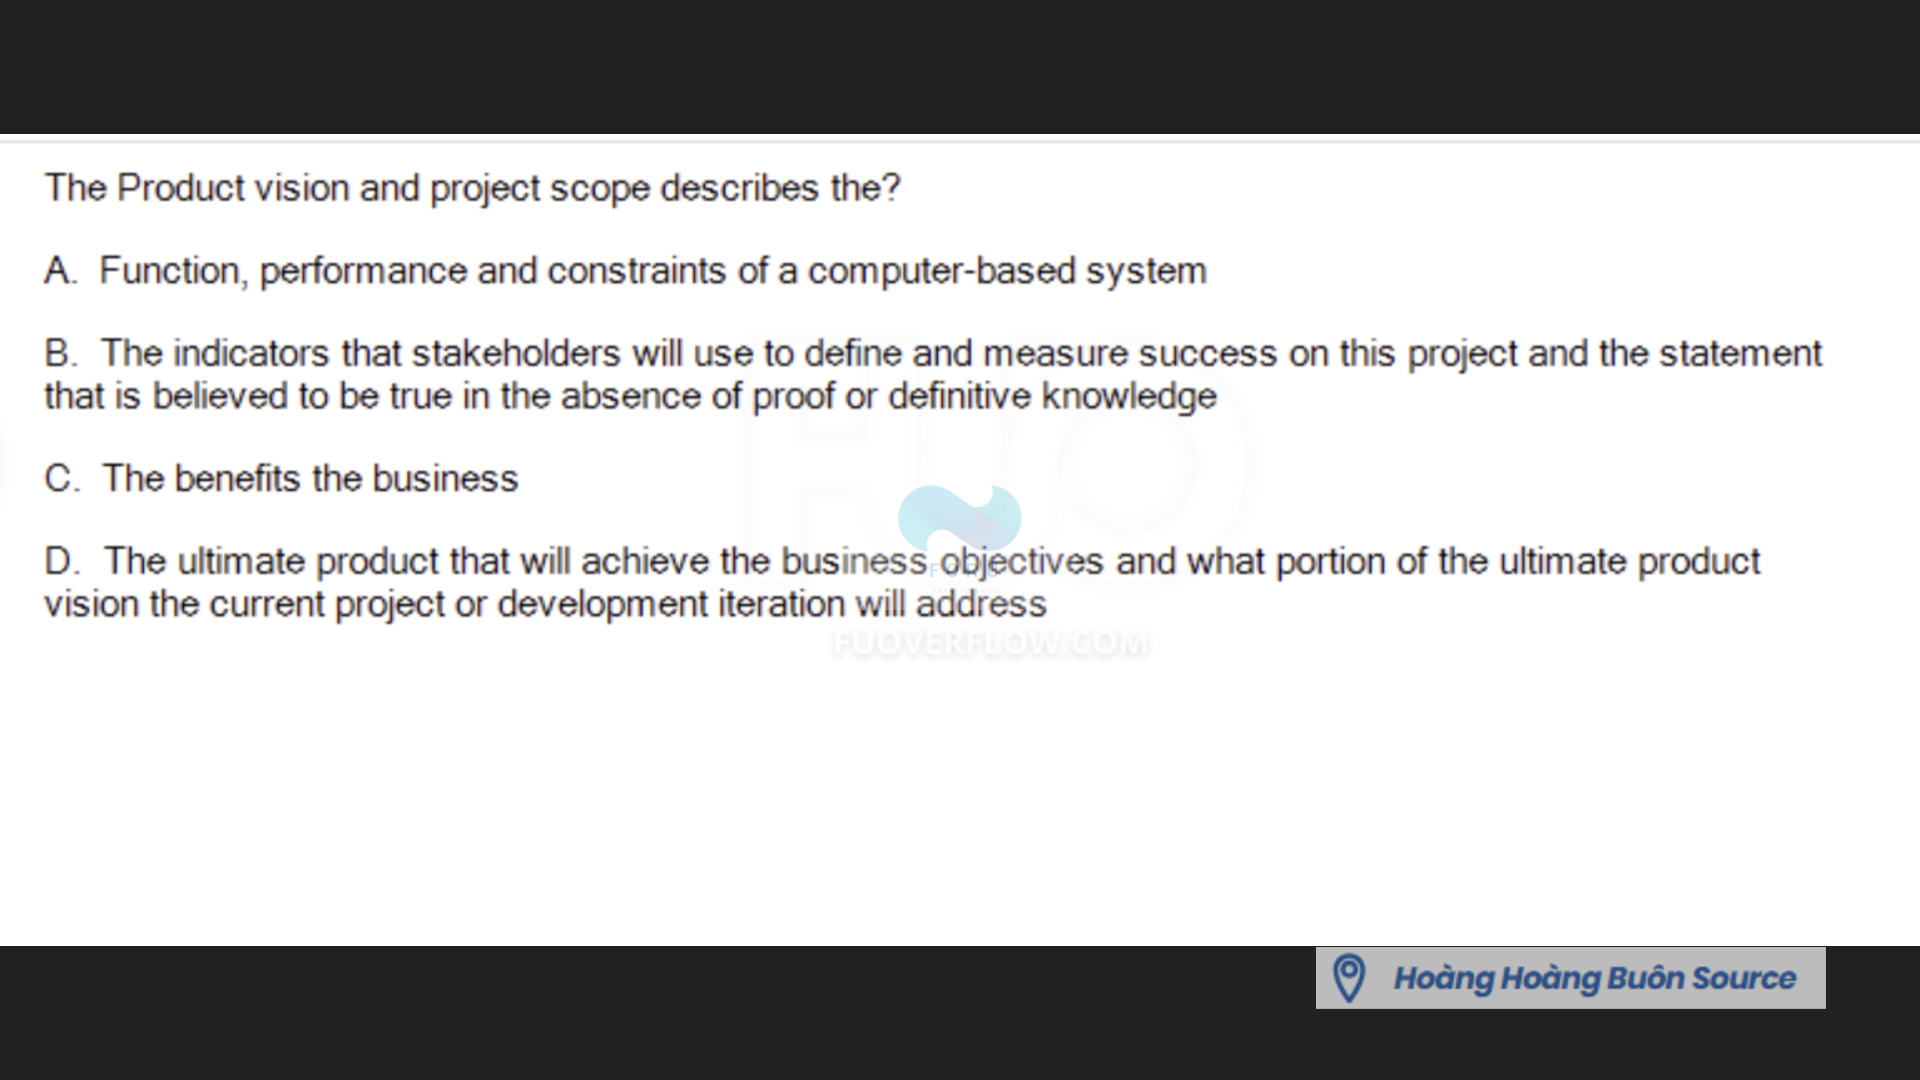 The Product vision and project scope describes the?
A. Function, performance and constraints of a computer-based system
B. The indicators that stakeholders will use to define and measure success on this project and the statement
that is believed to be true in the absence of proof or definitive knowledge
C. The benefits the business
D. The ultimate product that will achieve the business objectives and what portion of the ultimate product
vision the current project or development iteration will address
FUOVERFLOW.COM
Hoàng Hoàng Buôn Source